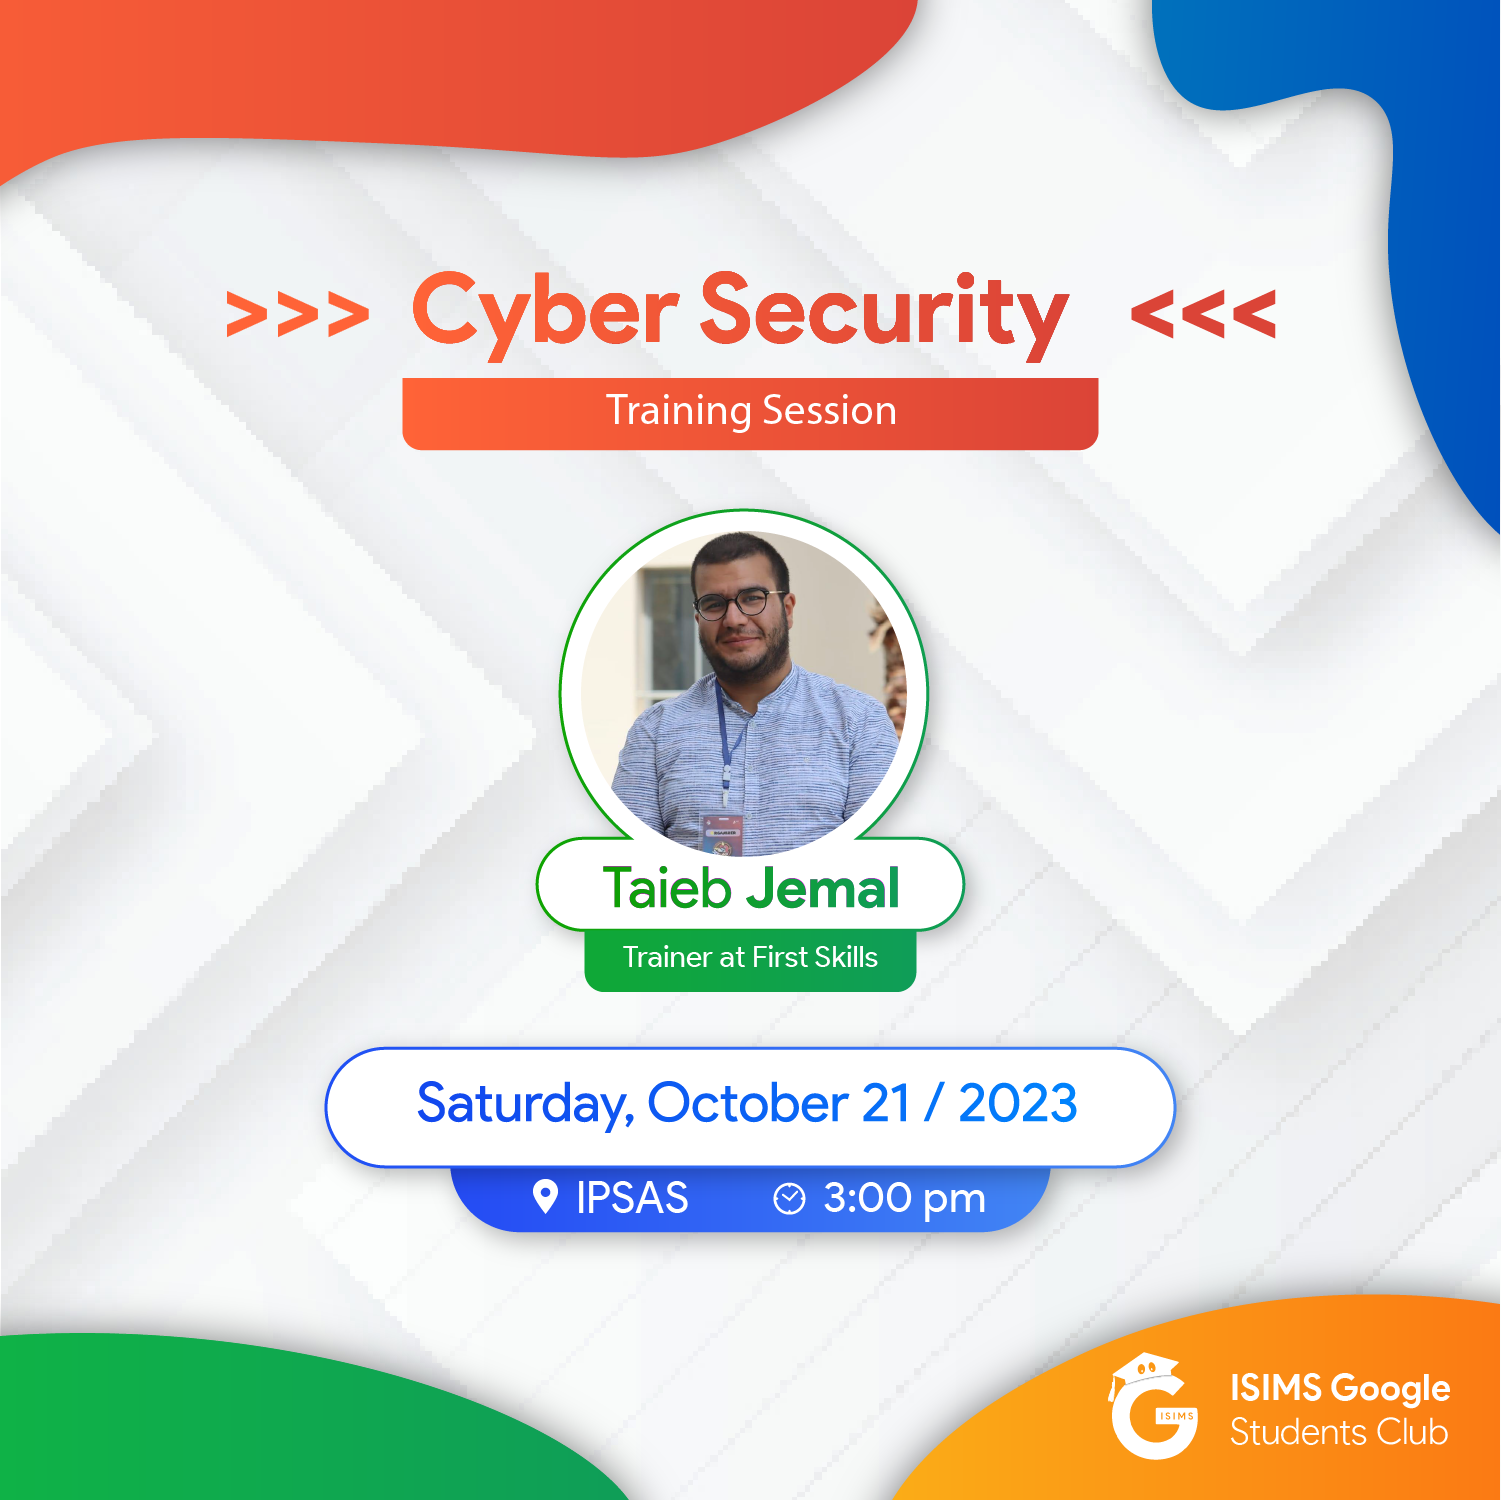 >>> Cyber Security <<<
Training Session
Taieb Jemal
Trainer at First Skills
Saturday, October 21 / 2023
IPSAS 3:00 pm
ISIMS
ISIMS Google
Students Club